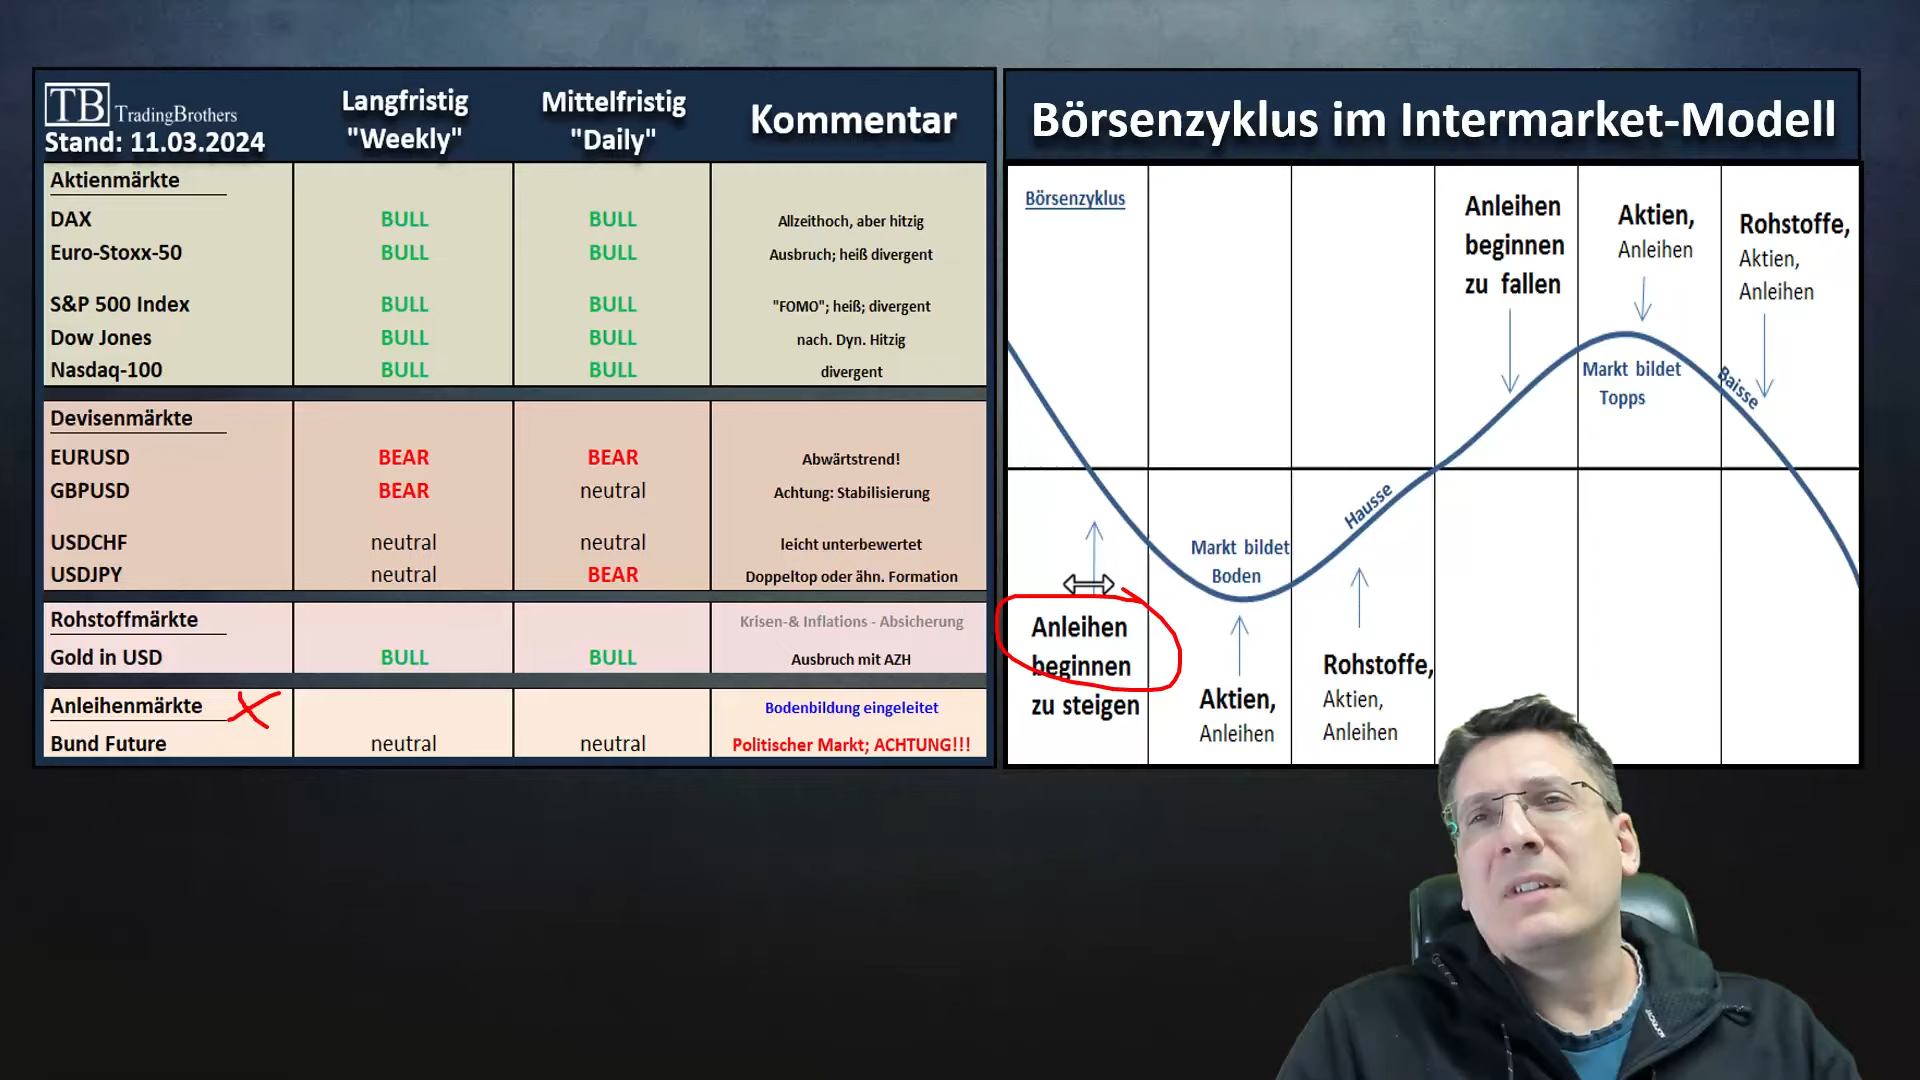 TB TradingBrothers
Stand: 11.03.2024
Langfristig
"Weekly"
Mittelfristig
"Daily"
Kommentar
Aktienmärkte
DAX BULL BULL Allzeithoch, aber hitzig
Euro-Stoxx-50 BULL BULL Ausbruch; heiß divergent
S&P 500 Index BULL BULL "FOMO"; heiß; divergent
Dow Jones BULL BULL nach. Dyn. Hitzig
Nasdaq-100 BULL BULL divergent
Devisenmärkte
EURUSD BEAR BEAR Abwärtstrend!
GBPUSD BEAR neutral Achtung: Stabilisierung
USDCHF neutral neutral leicht unterbewertet
USDJPY neutral BEAR Doppeltop oder ähn. Formation
Rohstoffmärkte Krisen-& Inflations - Absicherung
Gold in USD BULL BULL Ausbruch mit AZH
Anleihenmärkte Bodenbildung eingeleitet
Bund Future neutral neutral Politischer Markt; ACHTUNG!!!
Börsenzyklus im Intermarket-Modell
Börsenzyklus
Anleihen
beginnen
zu steigen
Markt bildet
Boden
Aktien,
Anleihen
Hausse
Rohstoffe,
Aktien,
Anleihen
Anleihen
beginnen
zu fallen
Aktien,
Anleihen
Markt bildet
Topps
Rohstoffe,
Aktien,
Anleihen
Baisse